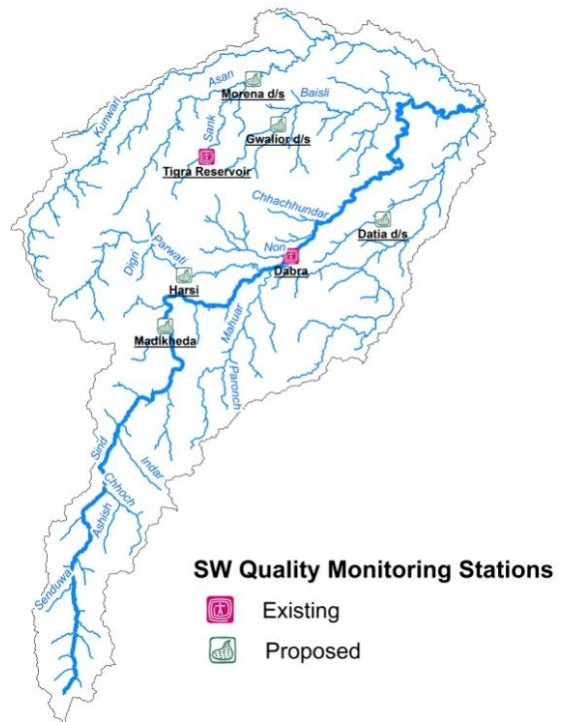 Asan
Morena d/s
Baisli
Kunwari
Sank
Gwalior d/s
Tigra Reservoir
Chhachhundar
Datia d/s
Parwati
Non
Digri
Dabra
Harsi
Mahuar
Madikheda
Paronch
Sind
Indar
Chhoch
Ashish
Senduwa
SW Quality Monitoring Stations
Existing
Proposed